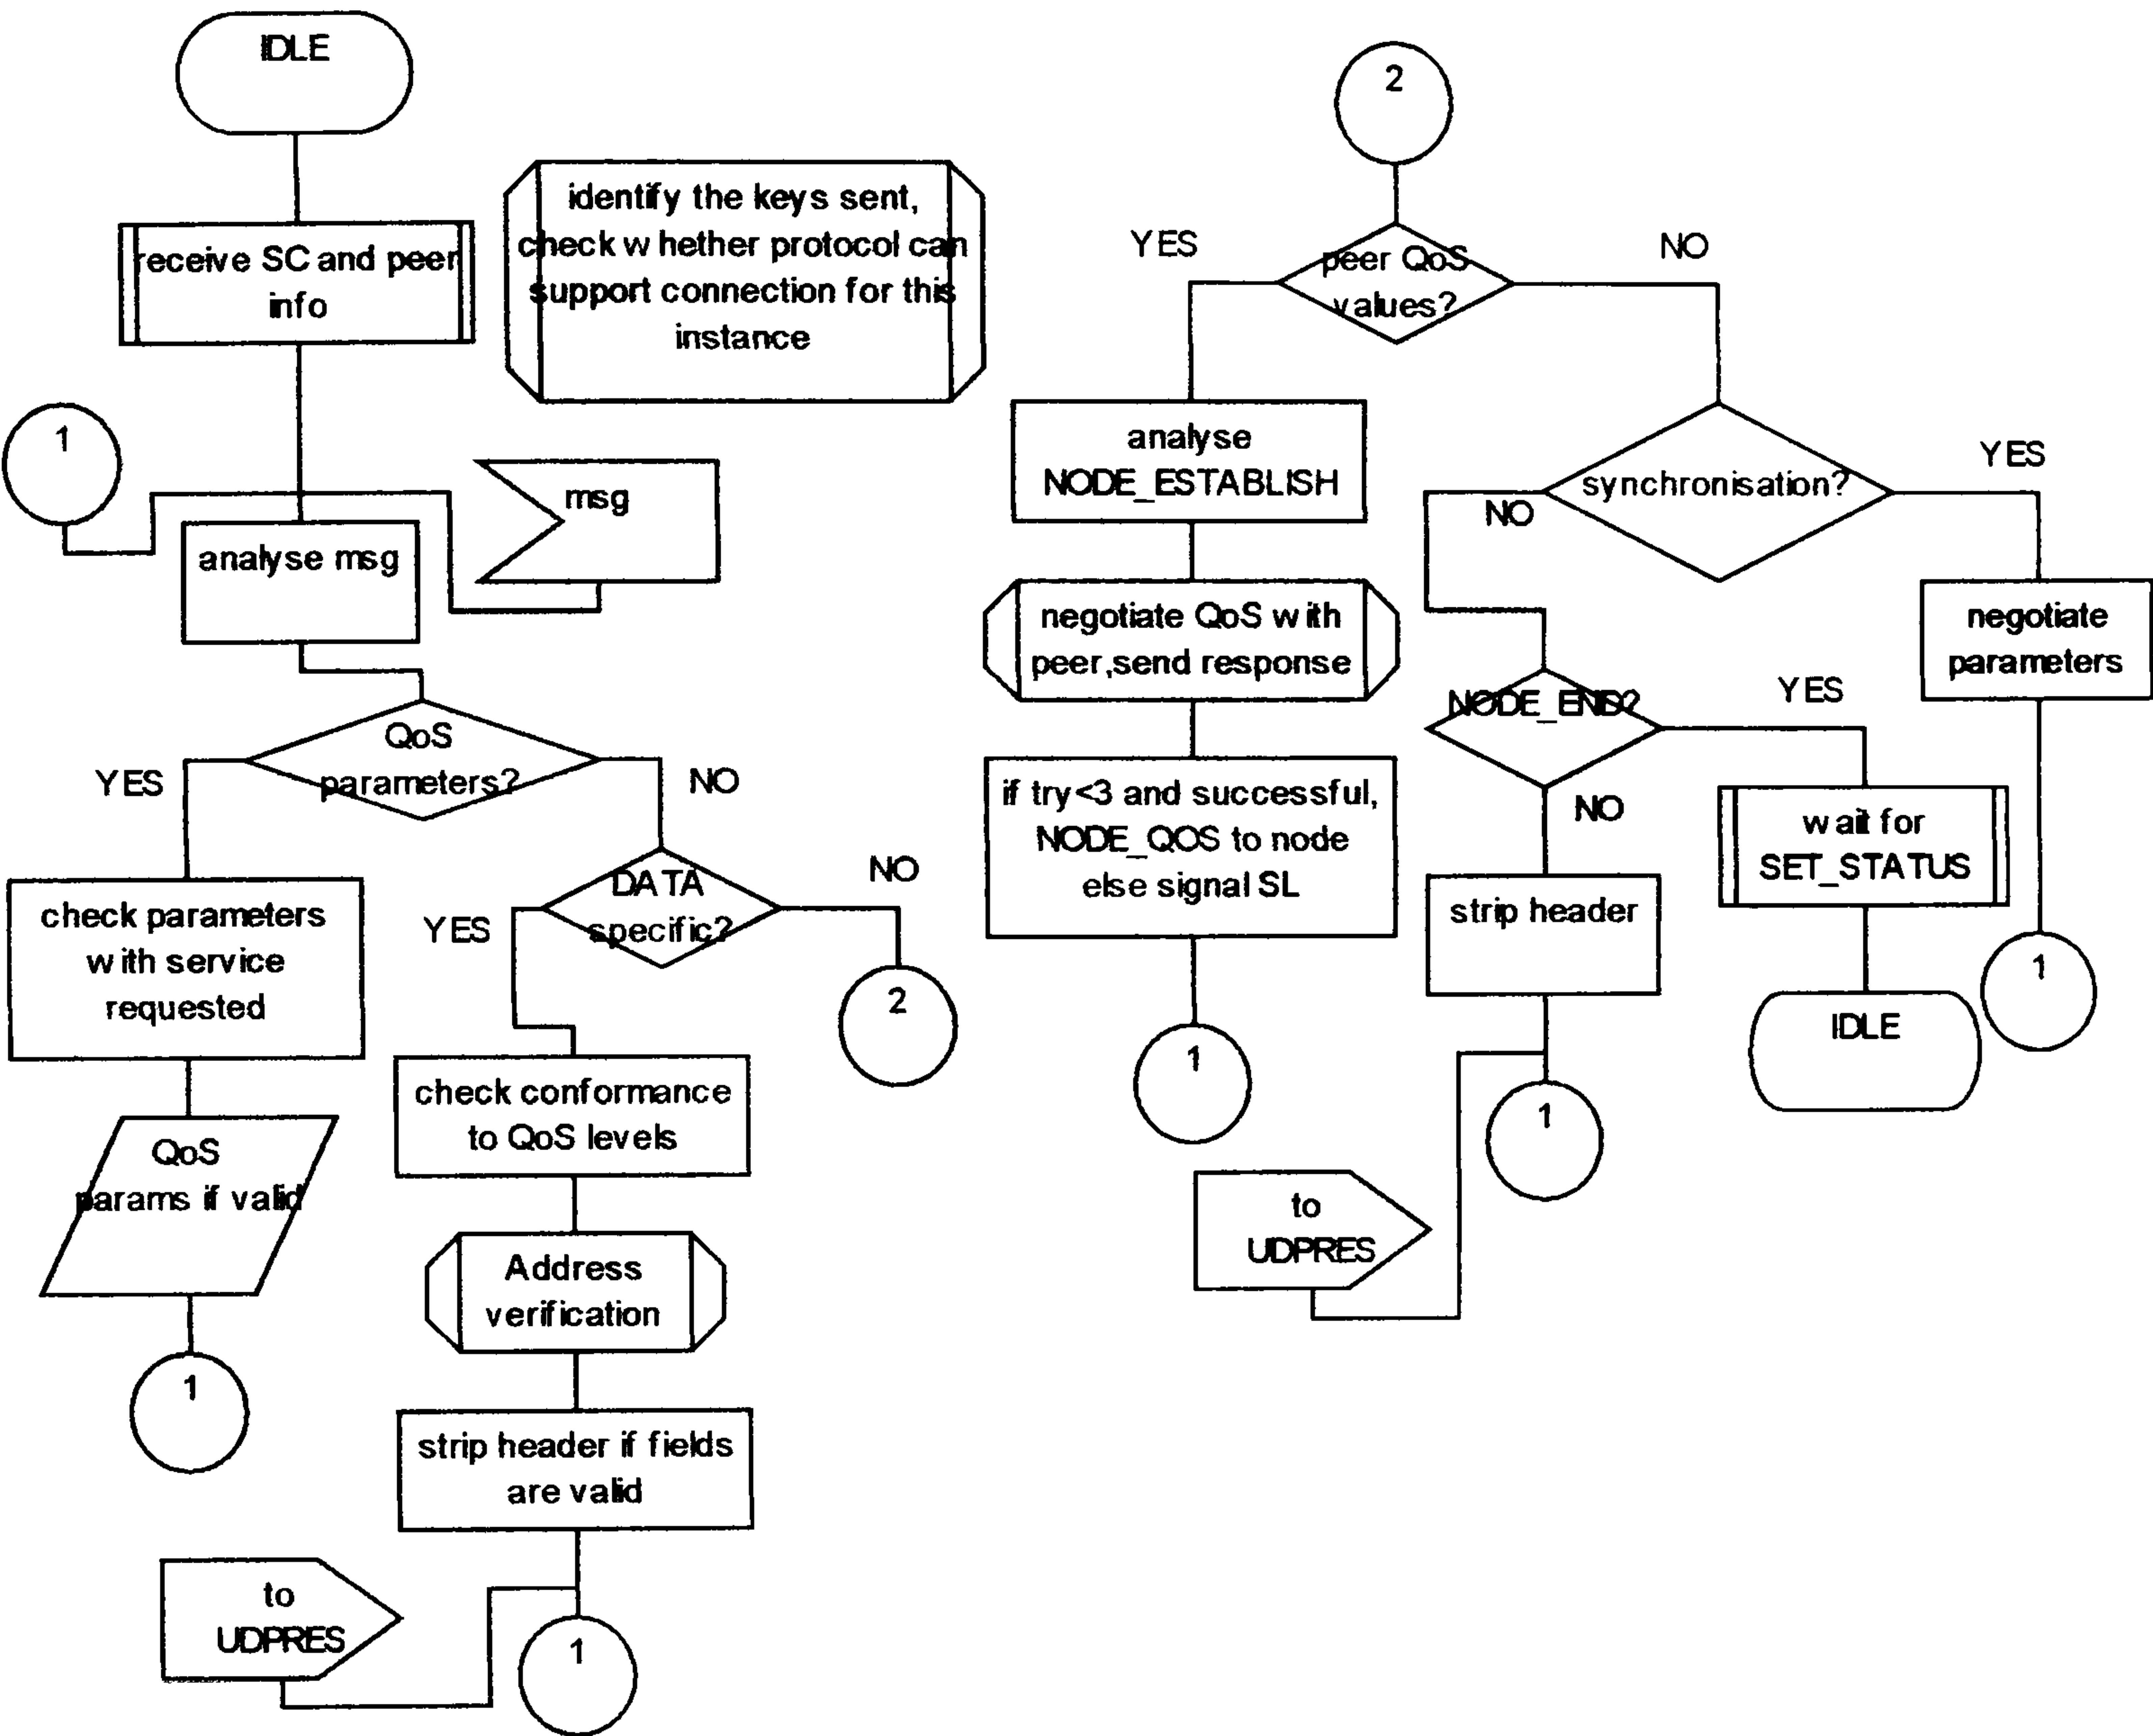 IDLE
receive SC and peer
info
identify the keys sent,
check whether protocol can
support connection for this
instance
1
msg
analyse msg
QoS
parameters?
YES
NO
check parameters
with service
requested
DATA
specific?
YES
NO
2
QoS
params if valid
1
check conformance
to QoS levels
Address
verification
strip header if fields
are valid
to
UDPRES
1
2
peer QoS
values?
YES
NO
analyse
NODE_ESTABLISH
synchronisation?
YES
NO
negotiate QoS with
peer,send response
negotiate
parameters
NODE_END?
YES
NO
if try<3 and successful,
NODE_QOS to node
else signal SL
wait for
SET_STATUS
strip header
1
IDLE
1
1
to
UDPRES